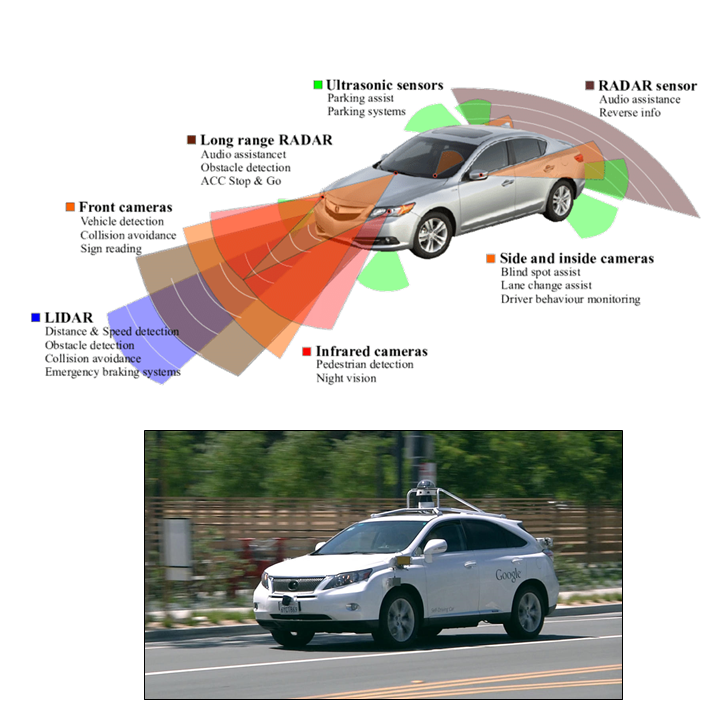 Ultrasonic sensors
Parking assist
Parking systems
RADAR sensor
Audio assistance
Reverse info
Long range RADAR
Audio assistancet
Obstacle detection
ACC Stop & Go
Front cameras
Vehicle detection
Collision avoidance
Sign reading
Side and inside cameras
Blind spot assist
Lane change assist
Driver behaviour monitoring
LIDAR
Distance & Speed detection
Obstacle detection
Collision avoidance
Emergency braking systems
Infrared cameras
Pedestrian detection
Night vision
Google